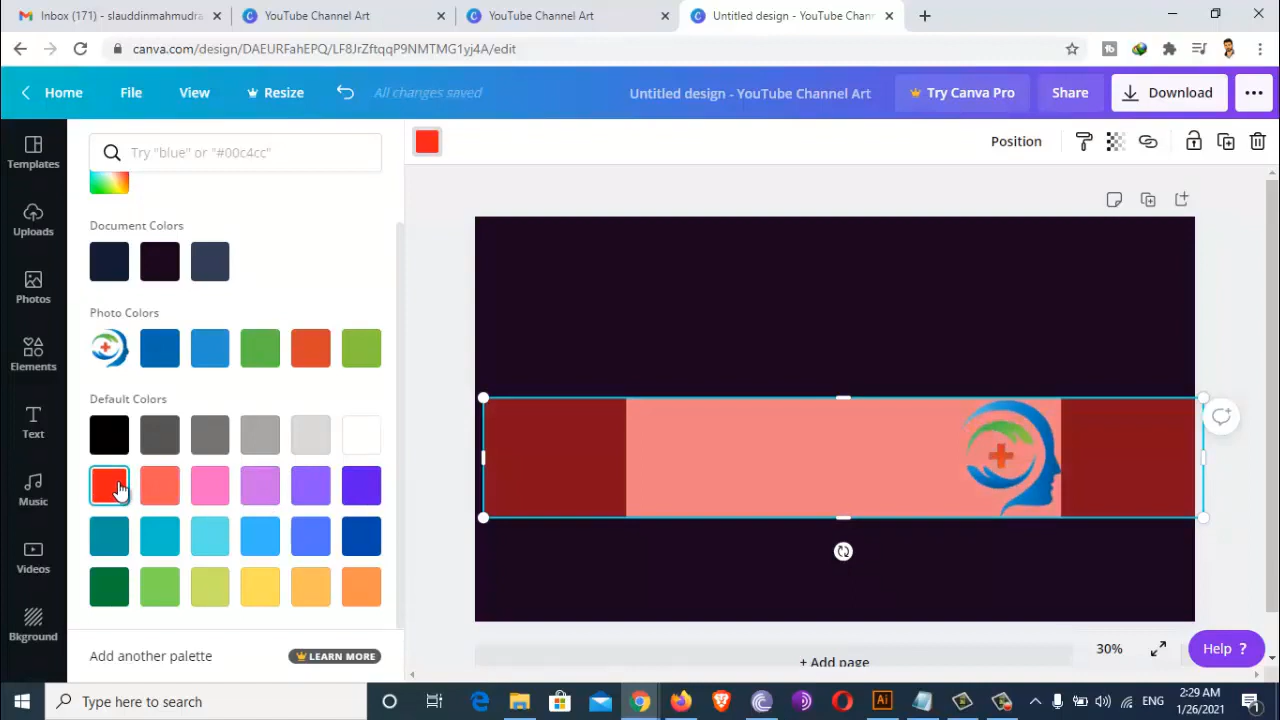 Inbox (171) - slauddinmahmudra
YouTube Channel Art
YouTube Channel Art
Untitled design - YouTube Chann
canva.com/design/DAEURFahEPQ/LF8JrZftqqP9NMTMG1yj4A/edit
Home
File
View
Resize
All changes saved
Untitled design - YouTube Channel Art
Try Canva Pro
Share
Download
Templates
Uploads
Photos
Elements
Text
Music
Videos
Bkground
Try "blue" or "#00c4cc"
Position
Document Colors
Photo Colors
Default Colors
Add another palette
LEARN MORE
+ Add page
30%
Help ?
Type here to search
Ai
ENG
2:29 AM
1/26/2021
1